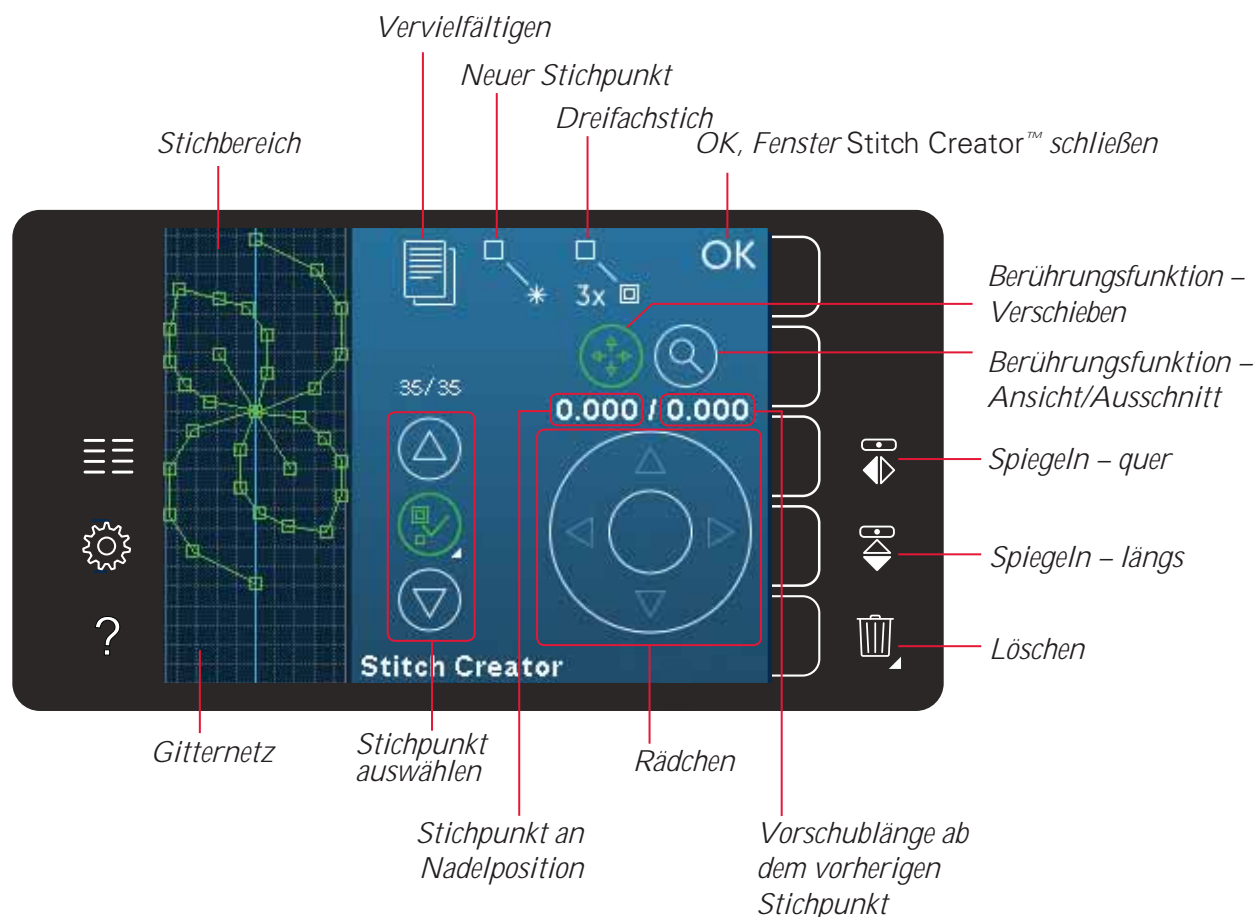 Vervielfältigen
Neuer Stichpunkt
Dreifachstich
Stichbereich
OK, Fenster Stitch Creator™ schließen
OK
3x
Berührungsfunktion –
Verschieben
Berührungsfunktion –
Ansicht/Ausschnitt
35/35
0.000 / 0.000
Spiegeln – quer
Spiegeln – längs
?
Löschen
Stitch Creator
Gitternetz
Stichpunkt
auswählen
Rädchen
Stichpunkt an
Nadelposition
Vorschublänge ab
dem vorherigen
Stichpunkt